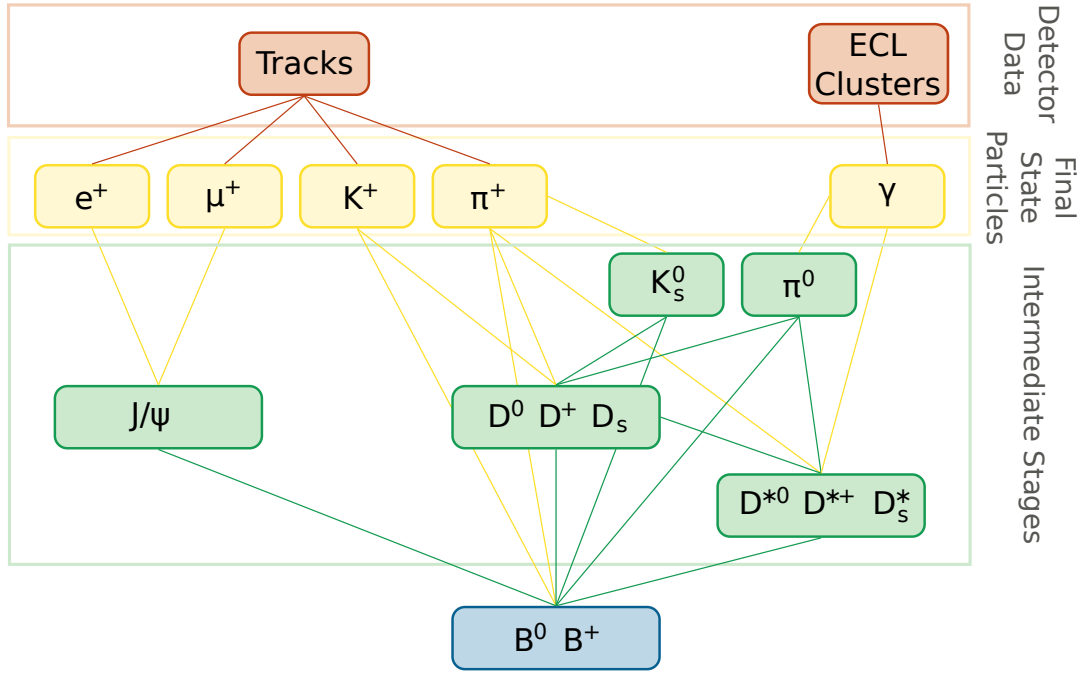 Tracks
ECL
Clusters
Detector
Data
e⁺
μ⁺
K⁺
π⁺
γ
Final
State
Particles
K⁰ₛ
π⁰
J/ψ
D⁰ D⁺ Dₛ
D*⁰ D*⁺ D*ₛ
Intermediate Stages
B⁰ B⁺